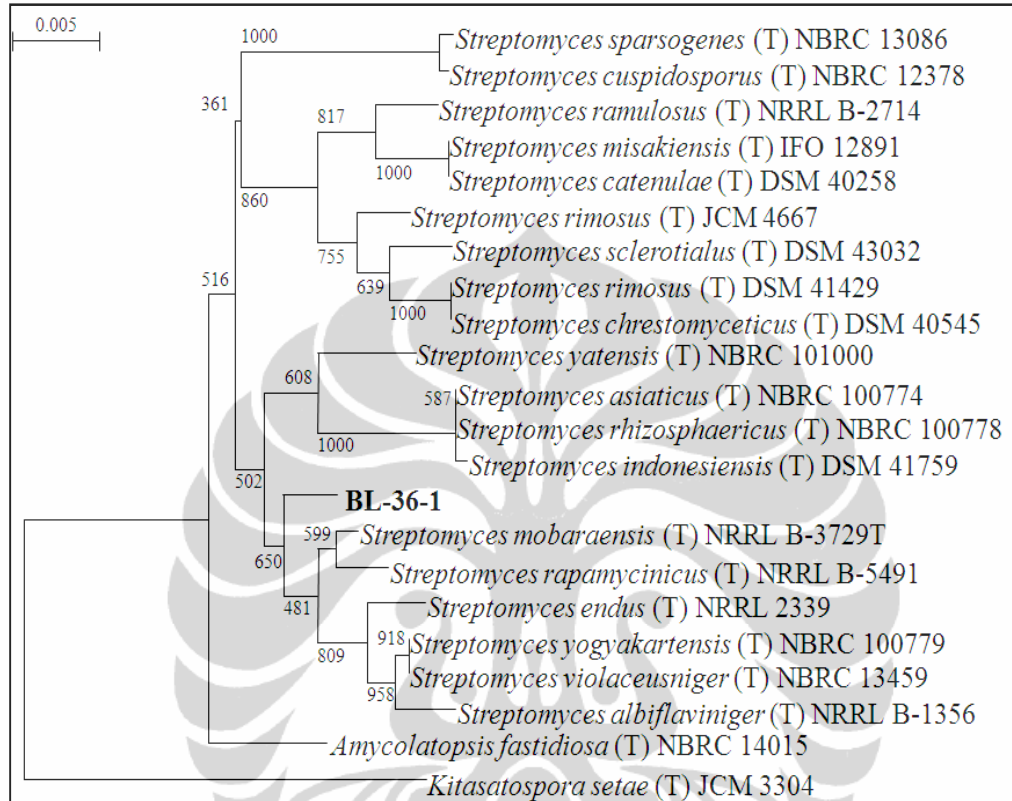 0.005
1000
Streptomyces sparsogenes (T) NBRC 13086
Streptomyces cuspidosporus (T) NBRC 12378
361
817
Streptomyces ramulosus (T) NRRL B-2714
Streptomyces misakiensis (T) IFO 12891
1000
Streptomyces catenulae (T) DSM 40258
860
Streptomyces rimosus (T) JCM 4667
755
Streptomyces sclerotialus (T) DSM 43032
516
639
Streptomyces rimosus (T) DSM 41429
1000
Streptomyces chrestomyceticus (T) DSM 40545
Streptomyces yatensis (T) NBRC 101000
608
587
Streptomyces asiaticus (T) NBRC 100774
Streptomyces rhizosphaericus (T) NBRC 100778
1000
502
Streptomyces indonesiensis (T) DSM 41759
BL-36-1
599
Streptomyces mobaraensis (T) NRRL B-3729T
650
Streptomyces rapamycinicus (T) NRRL B-5491
481
Streptomyces endus (T) NRRL 2339
809
918
Streptomyces yogyakartensis (T) NBRC 100779
Streptomyces violaceusniger (T) NBRC 13459
958
Streptomyces albiflaviniger (T) NRRL B-1356
Amycolatopsis fastidiosa (T) NBRC 14015
Kitasatospora setae (T) JCM 3304